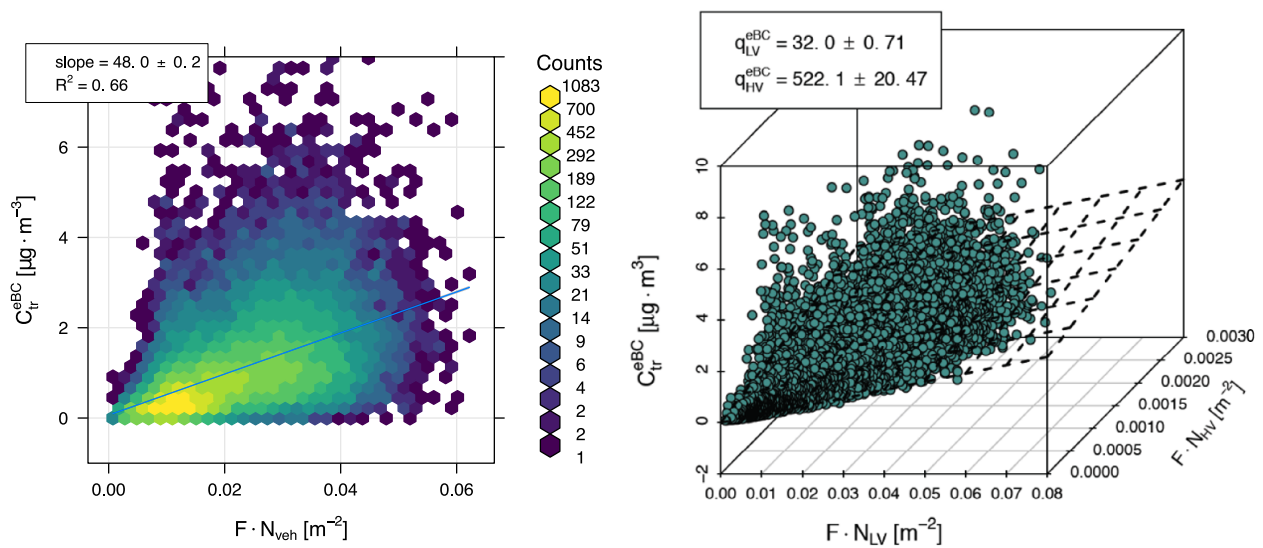 slope = 48. 0 ± 0. 2
R² = 0. 66
C_tr^eBC [μg · m⁻³]
6
4
2
0
0.00 0.02 0.04 0.06
F · N_veh [m⁻²]
Counts
1083
700
452
292
189
122
79
51
33
21
14
9
6
4
2
2
1
q_LV^eBC = 32. 0 ± 0. 71
q_HV^eBC = 522. 1 ± 20. 47
C_tr^eBC [μg · m³]
10
8
6
4
2
0
−2
0.00 0.01 0.02 0.03 0.04 0.05 0.06 0.07 0.08
F · N_LV [m⁻²]
0.0030
0.0025
0.0020
0.0015
0.0010
0.0005
0.0000
F · N_HV [m⁻²]